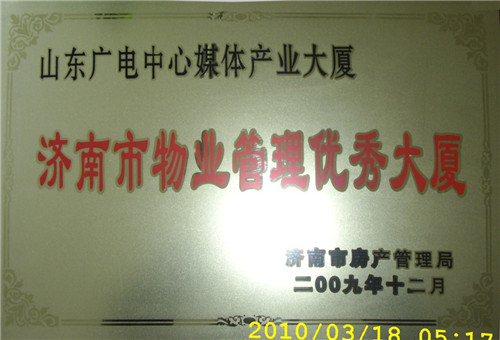 山东广电中心媒体产业大厦
济南市物业管理优秀大厦
济南市房产管理局
二00九年十二月
2010/03/18 05:17